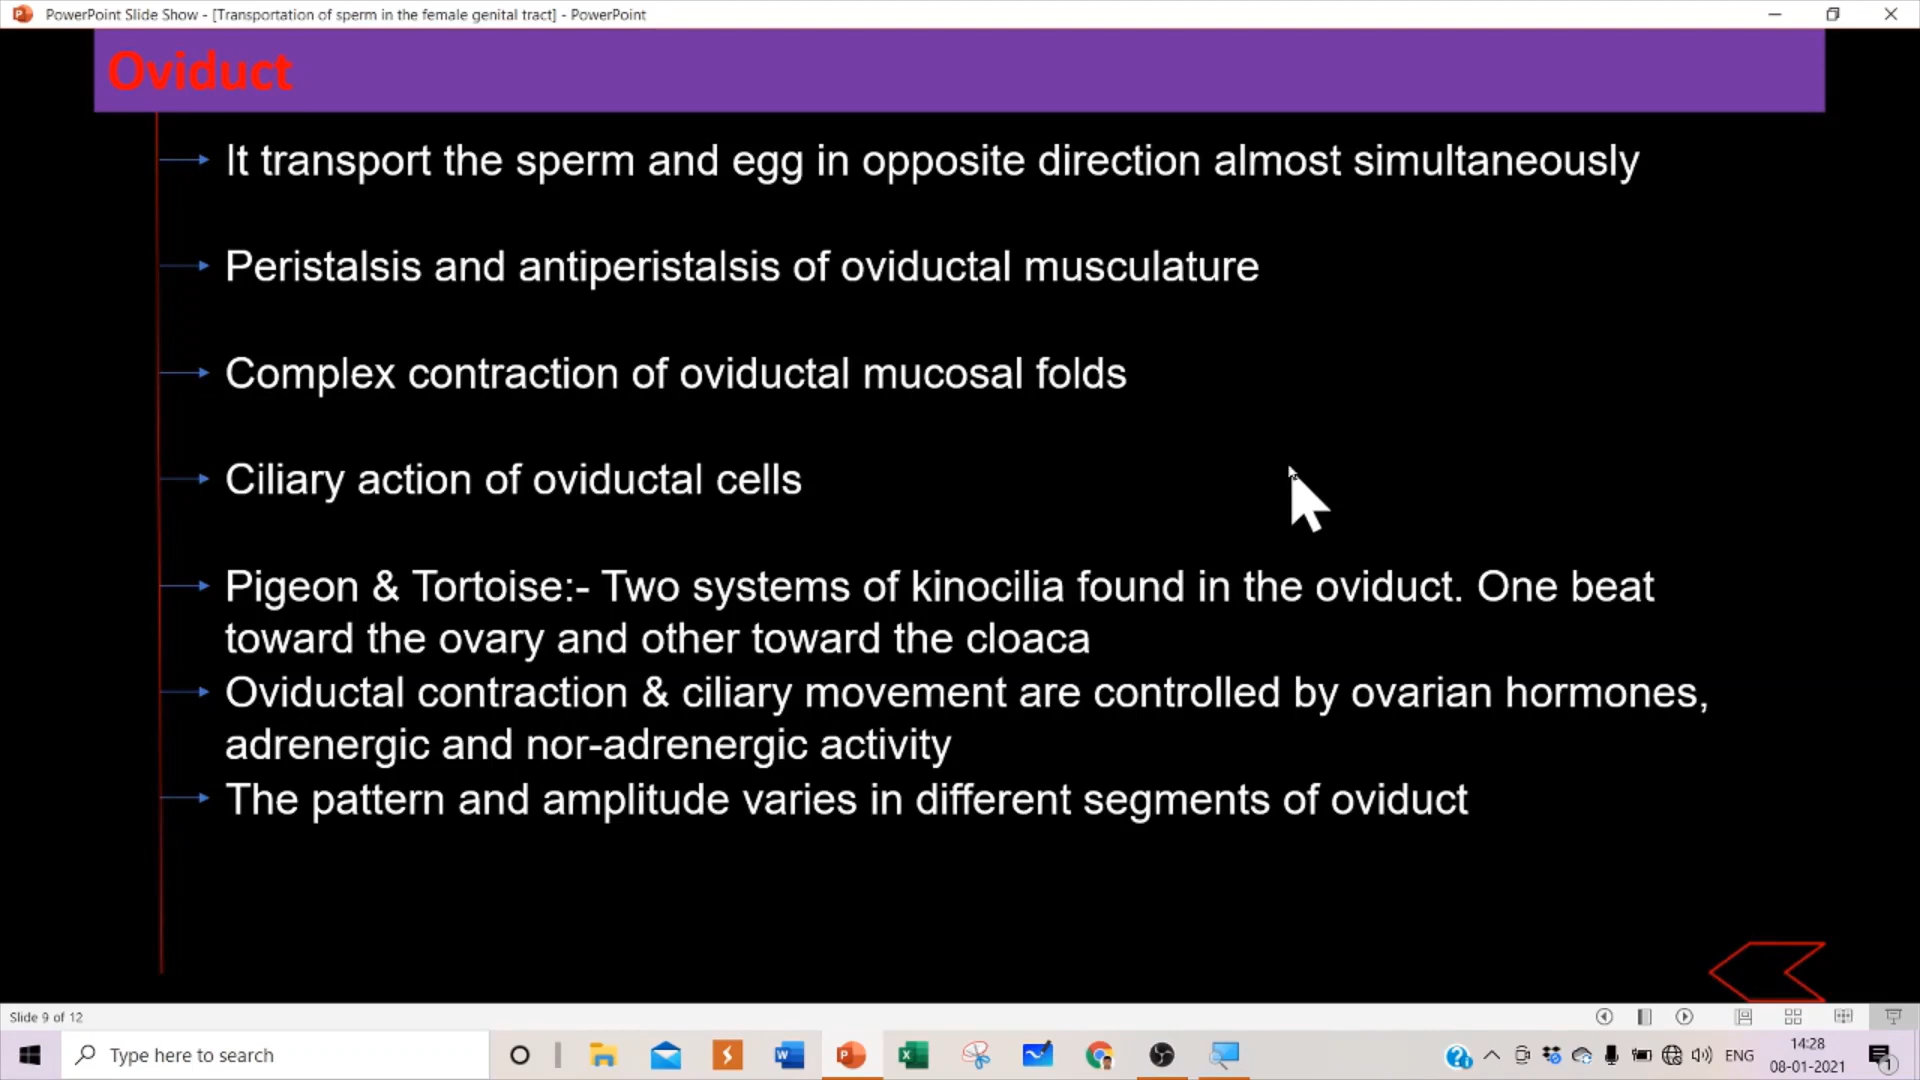 PowerPoint Slide Show - [Transportation of sperm in the female genital tract] - PowerPoint
Oviduct
It transport the sperm and egg in opposite direction almost simultaneously
Peristalsis and antiperistalsis of oviductal musculature
Complex contraction of oviductal mucosal folds
Ciliary action of oviductal cells
Pigeon & Tortoise:- Two systems of kinocilia found in the oviduct. One beat
toward the ovary and other toward the cloaca
Oviductal contraction & ciliary movement are controlled by ovarian hormones,
adrenergic and nor-adrenergic activity
The pattern and amplitude varies in different segments of oviduct
Slide 9 of 12
Type here to search
ENG
14:28
08-01-2021
1